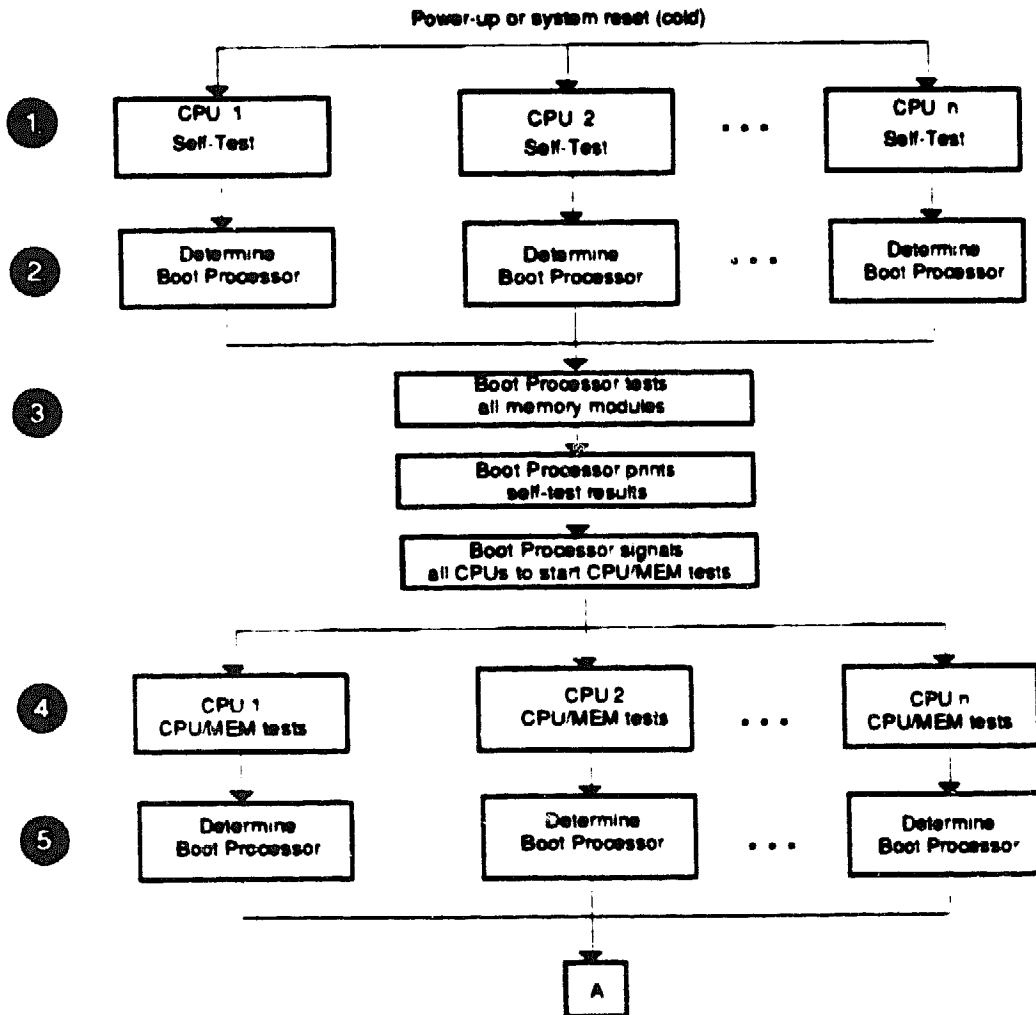 Power-up or system reset (cold)
1.
CPU 1
Self-Test
CPU 2
Self-Test
• • •
CPU n
Self-Test
2
Determine
Boot Processor
Determine
Boot Processor
• • •
Determine
Boot Processor
3
Boot Processor tests
all memory modules
Boot Processor prints
self-test results
Boot Processor signals
all CPUs to start CPU/MEM tests
4
CPU 1
CPU/MEM tests
CPU 2
CPU/MEM tests
• • •
CPU n
CPU/MEM tests
5
Determine
Boot Processor
Determine
Boot Processor
• • •
Determine
Boot Processor
A